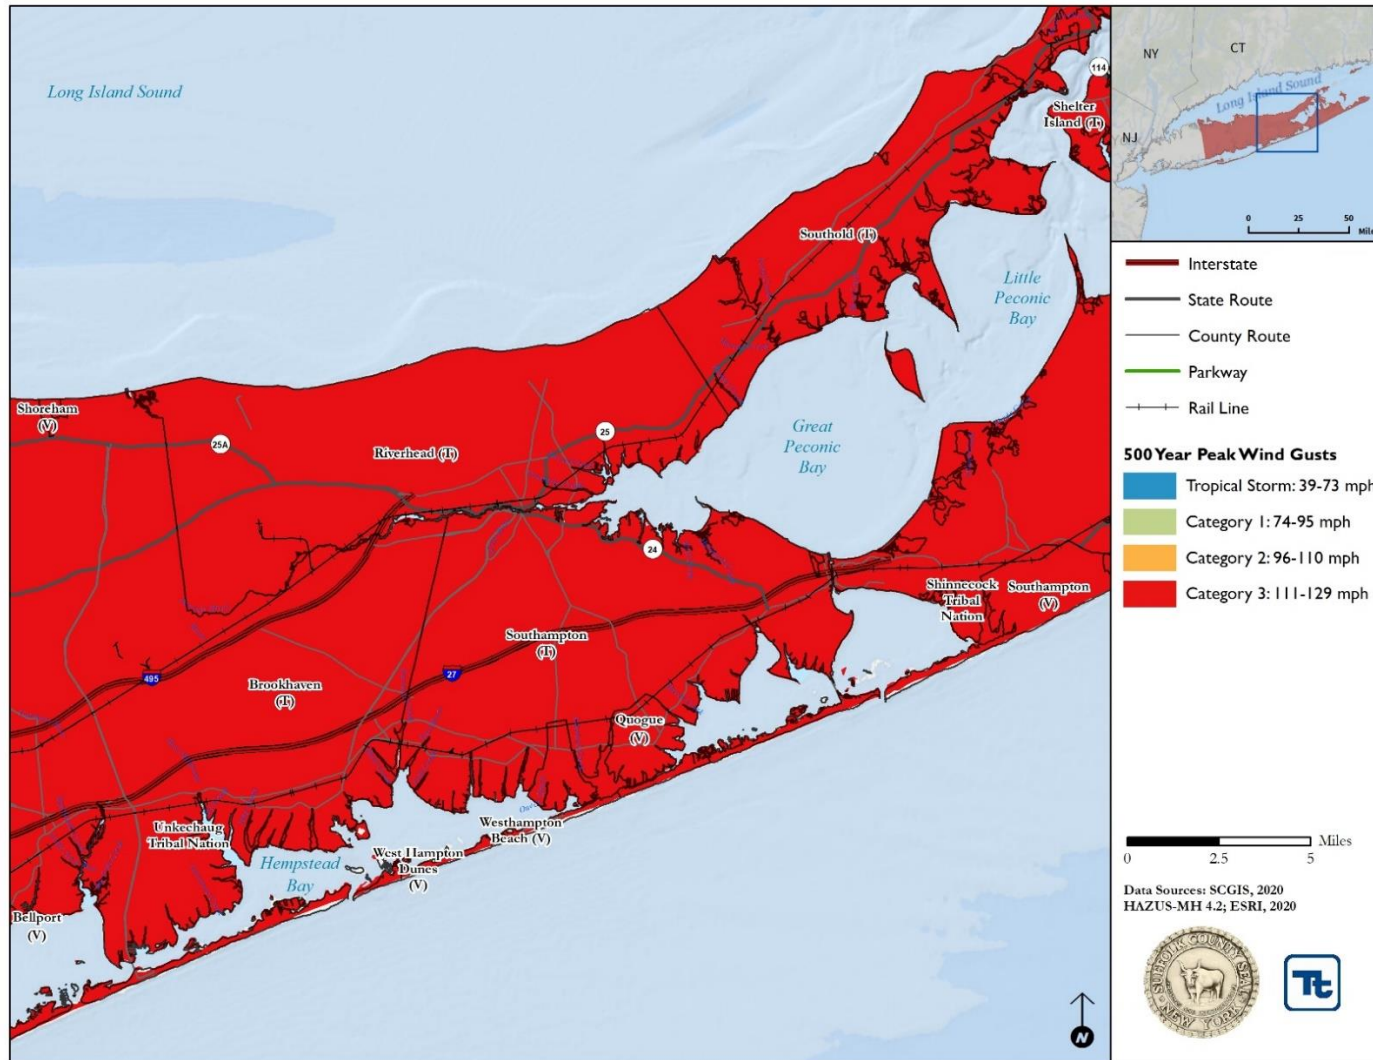 Long Island Sound
114
Shelter
Island (T)
Southold (T)
Little
Peconic
Bay
Great
Peconic
Bay
Shoreham
(V)
25A
Riverhead (T)
25
24
Shinnecock
Tribal
Nation
Southampton
(V)
Southampton
(T)
495
27
Brookhaven
(T)
Quogue
(V)
Unkechaug
Tribal Nation
Westhampton
Beach (V)
West Hampton
Dunes
(V)
Hempstead
Bay
Bellport
(V)
N
NY
CT
Long Island Sound
NJ
0 25 50
Miles
Interstate
State Route
County Route
Parkway
Rail Line
500 Year Peak Wind Gusts
Tropical Storm: 39-73 mph
Category 1: 74-95 mph
Category 2: 96-110 mph
Category 3: 111-129 mph
Miles
0 2.5 5
Data Sources: SCGIS, 2020
HAZUS-MH 4.2; ESRI, 2020
SUFFOLK COUNTY SEAL
NEW YORK
Tt